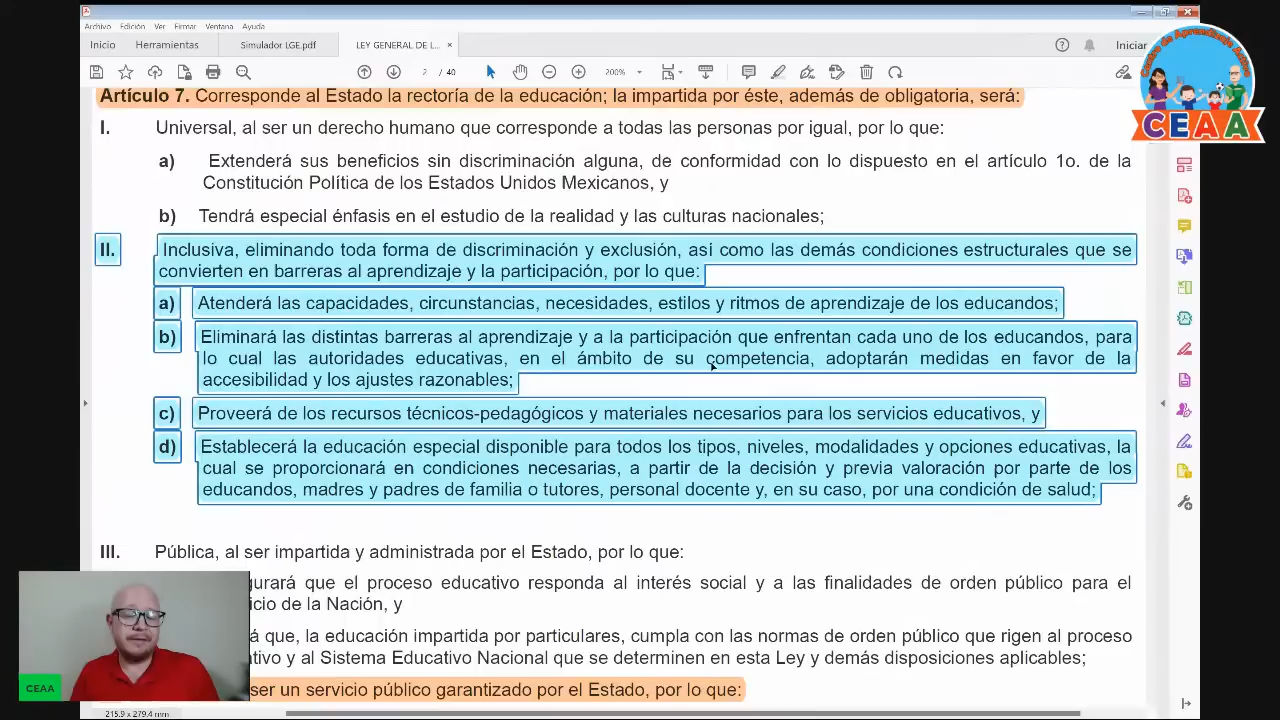 Archivo Edición Ver Firmar Ventana Ayuda
Inicio Herramientas Simulador LGE.pdf LEY GENERAL DE L... × Iniciar
2 / 40 200%
Centro de Aprendizaje Activo
CEAA
Artículo 7. Corresponde al Estado la rectoría de la educación; la impartida por éste, además de obligatoria, será:
I. Universal, al ser un derecho humano que corresponde a todas las personas por igual, por lo que:
a) Extenderá sus beneficios sin discriminación alguna, de conformidad con lo dispuesto en el artículo 1o. de la
Constitución Política de los Estados Unidos Mexicanos, y
b) Tendrá especial énfasis en el estudio de la realidad y las culturas nacionales;
II. Inclusiva, eliminando toda forma de discriminación y exclusión, así como las demás condiciones estructurales que se
convierten en barreras al aprendizaje y la participación, por lo que:
a) Atenderá las capacidades, circunstancias, necesidades, estilos y ritmos de aprendizaje de los educandos;
b) Eliminará las distintas barreras al aprendizaje y a la participación que enfrentan cada uno de los educandos, para
lo cual las autoridades educativas, en el ámbito de su competencia, adoptarán medidas en favor de la
accesibilidad y los ajustes razonables;
c) Proveerá de los recursos técnicos-pedagógicos y materiales necesarios para los servicios educativos, y
d) Establecerá la educación especial disponible para todos los tipos, niveles, modalidades y opciones educativas, la
cual se proporcionará en condiciones necesarias, a partir de la decisión y previa valoración por parte de los
educandos, madres y padres de familia o tutores, personal docente y, en su caso, por una condición de salud;
III. Pública, al ser impartida y administrada por el Estado, por lo que:
gurará que el proceso educativo responda al interés social y a las finalidades de orden público para el
icio de la Nación, y
á que, la educación impartida por particulares, cumpla con las normas de orden público que rigen al proceso
ativo y al Sistema Educativo Nacional que se determinen en esta Ley y demás disposiciones aplicables;
ser un servicio público garantizado por el Estado, por lo que:
CEAA
215.9 x 279.4 mm